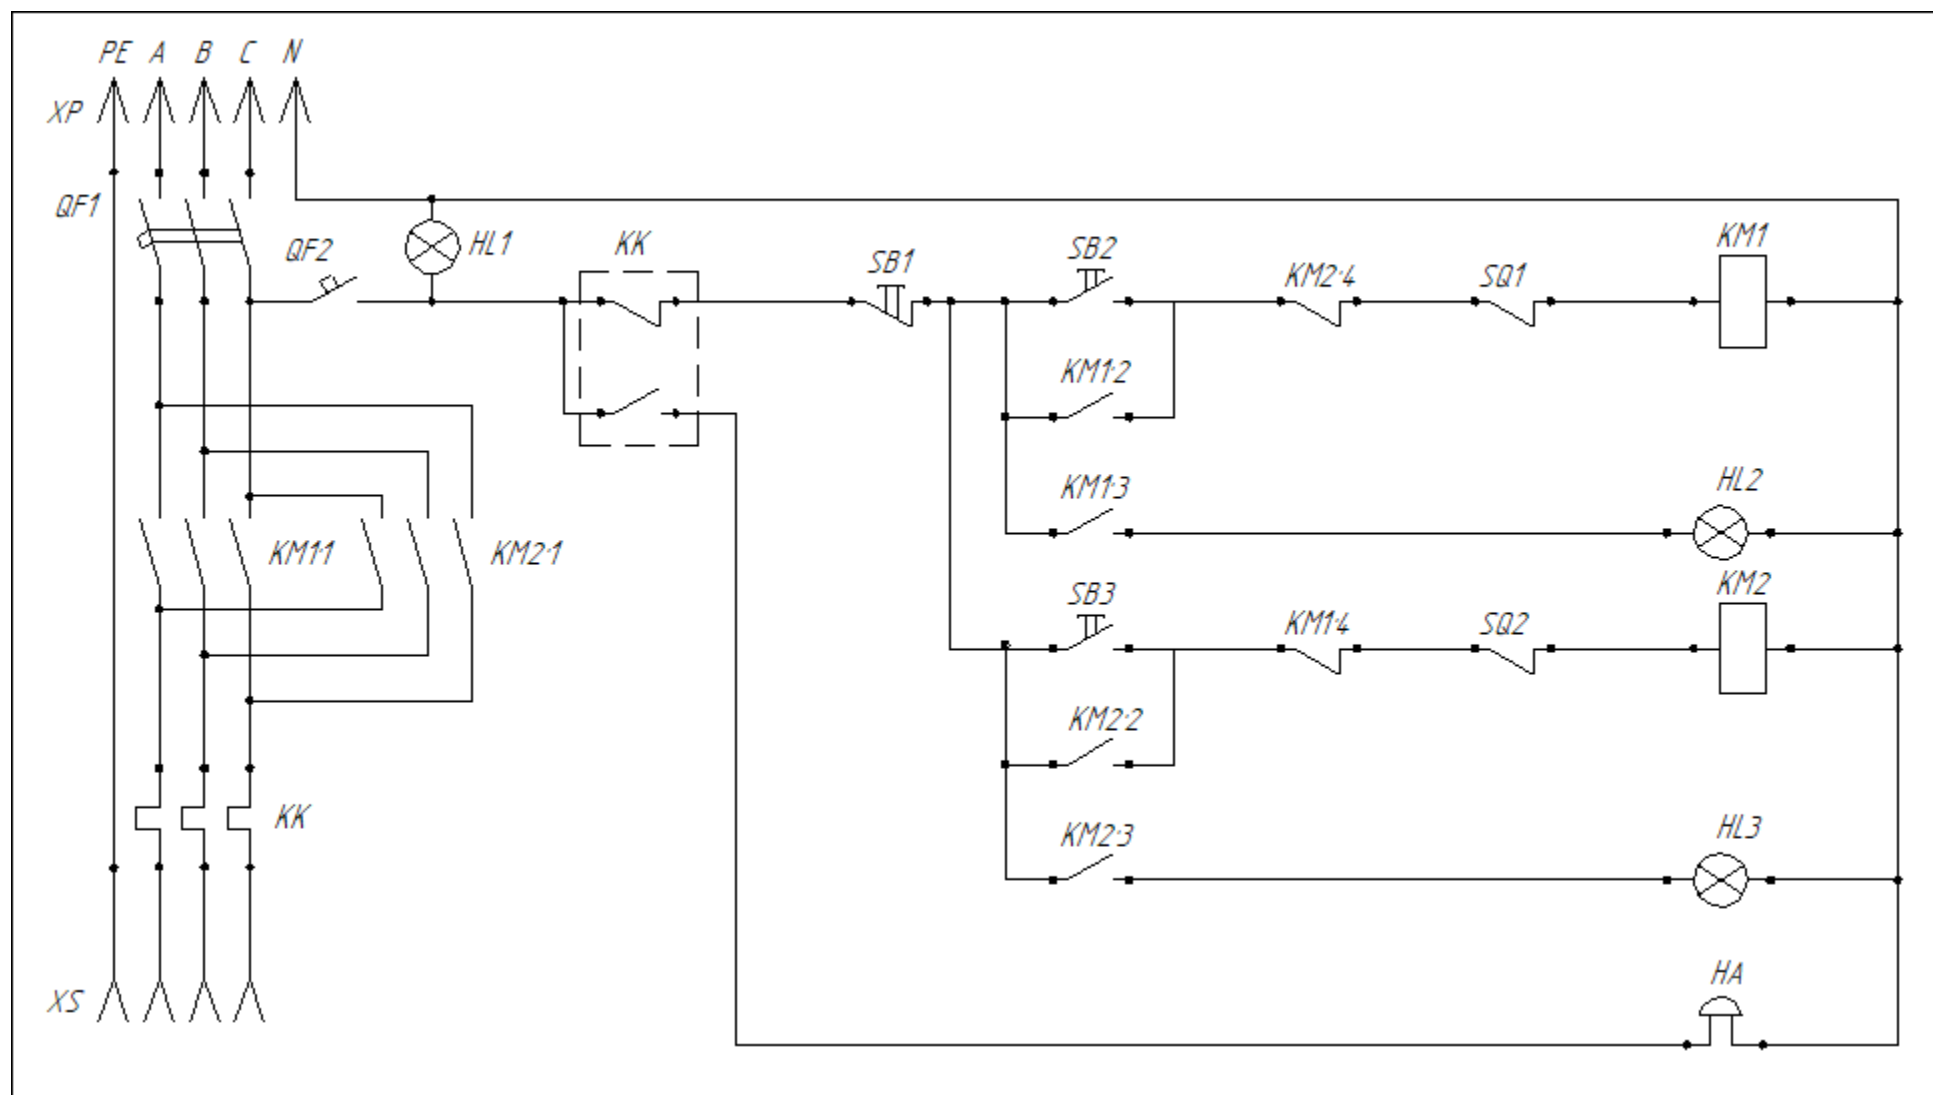 PE A B C N
XP
QF1
QF2
HL1
KK
SB1
SB2
KM2·4
SQ1
KM1
KM1·2
KM1·3
HL2
KM1·1
KM2·1
SB3
KM1·4
SQ2
KM2
KM2·2
KK
KM2·3
HL3
XS
HA